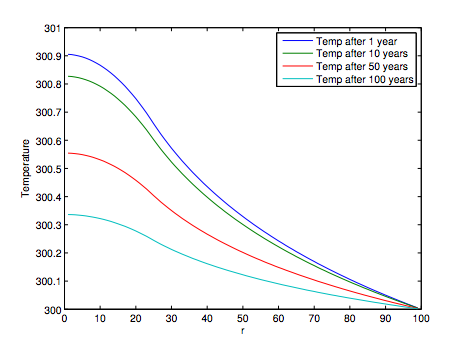 301
Temp after 1 year
Temp after 10 years
Temp after 50 years
Temp after 100 years
300.9
300.8
300.7
300.6
300.5
300.4
300.3
300.2
300.1
300
Temperature
0 10 20 30 40 50 60 70 80 90 100
r